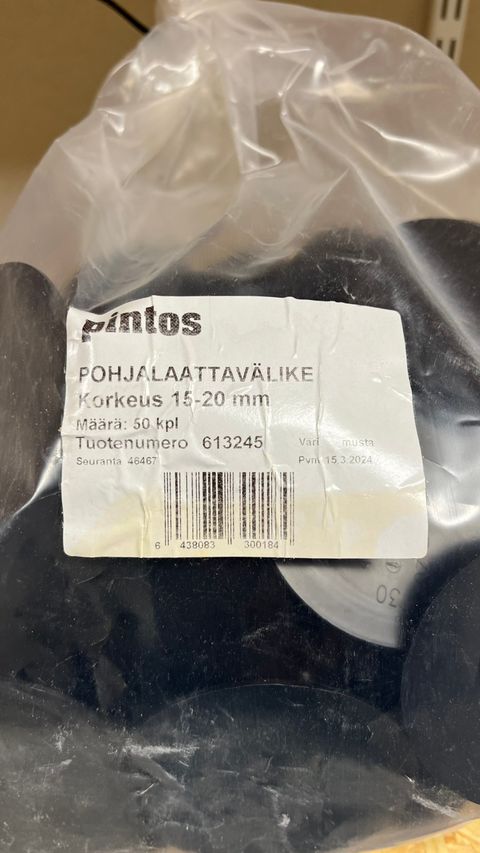 pintos
POHJALAATTAVÄLIKE
Korkeus 15-20 mm
Määrä: 50 kpl
Tuotenumero 613245 Väri musta
Seuranta 46467 Pvm 15.3.2024
6 438083 300184
30